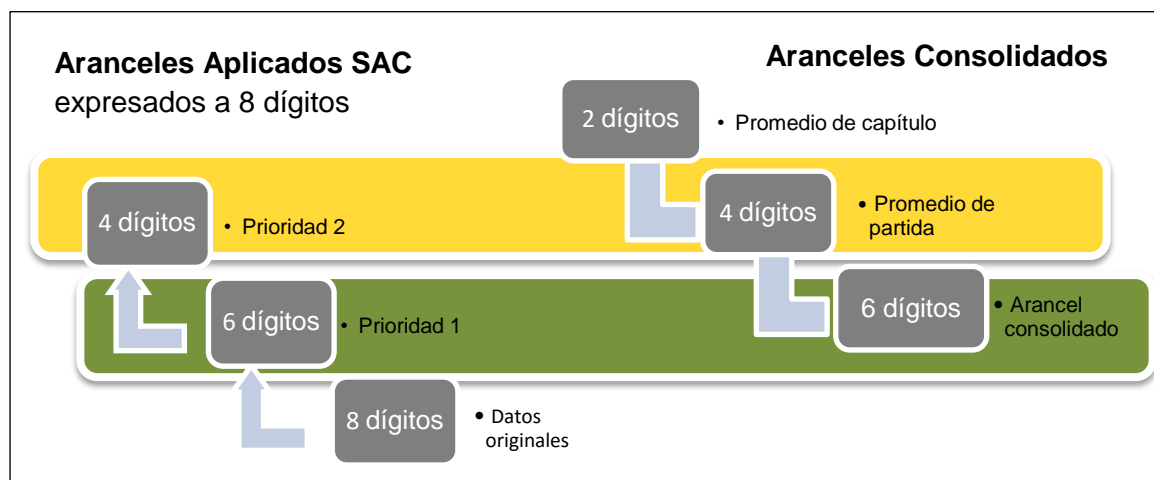 Aranceles Aplicados SAC
expresados a 8 dígitos
Aranceles Consolidados
2 dígitos
• Promedio de capítulo
4 dígitos
• Prioridad 2
4 dígitos
• Promedio de
partida
6 dígitos
• Prioridad 1
6 dígitos
• Arancel
consolidado
8 dígitos
• Datos
originales